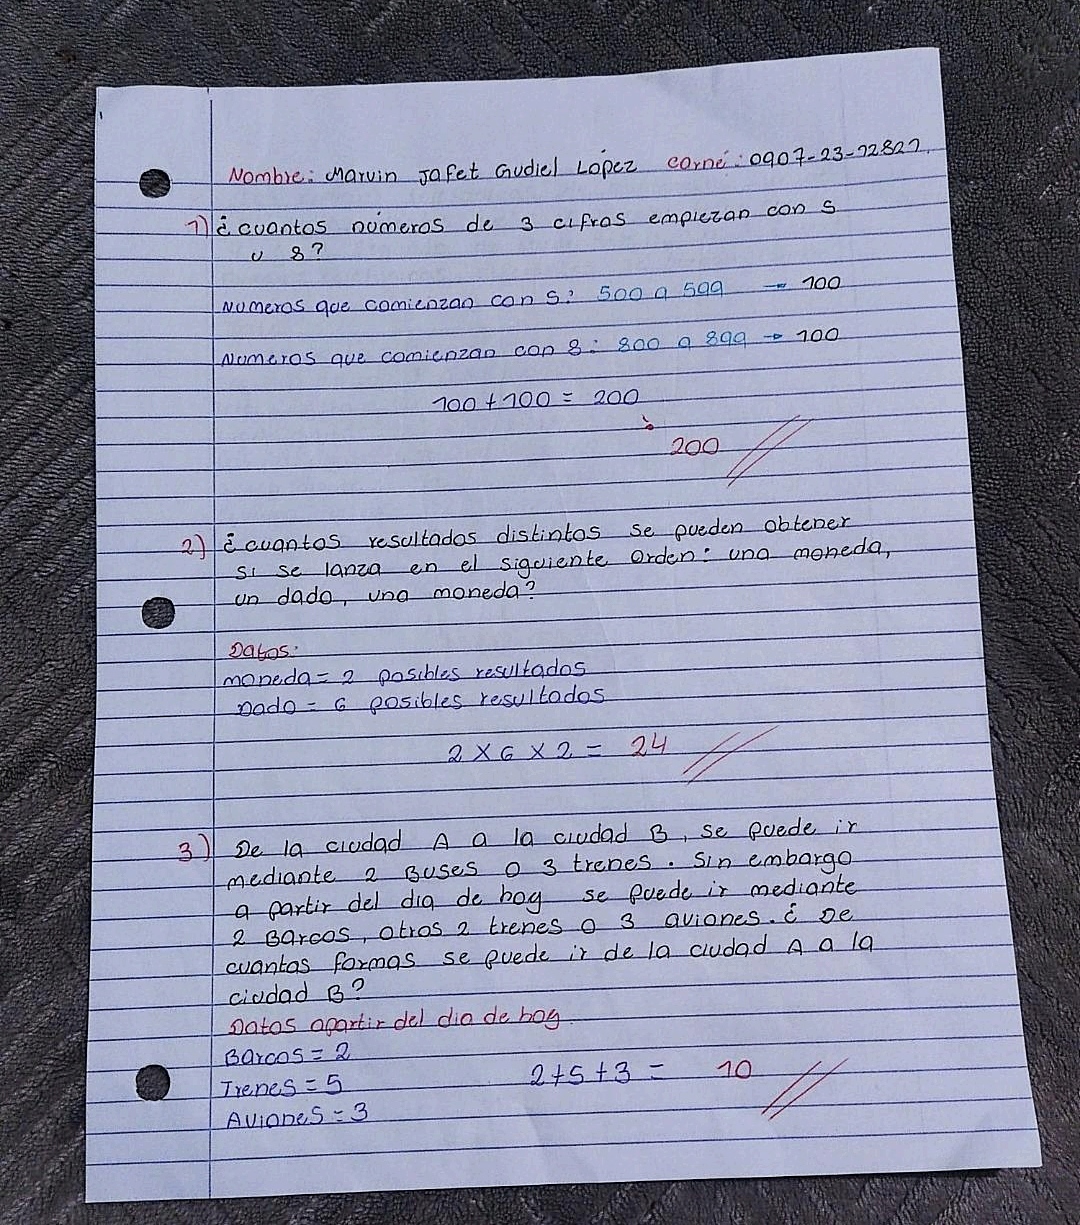 Nombre: Marvin Jafet Gudiel López carné: 0907-23-12822.
1) ¿cuantos números de 3 cifras empiezan con 5
u 8?
Numeros que comienzan con 5: 500 a 599 → 100
Numeros que comienzan con 8: 800 a 899 → 100
100 + 100 = 200
200
2) ¿cuantos resultados distintos se pueden obtener
si se lanza en el siguiente orden: una moneda,
un dado, una moneda?
Datos:
moneda = 2 posibles resultados
Dado = 6 posibles resultados
2 X 6 X 2 = 24
3) De la ciudad A a la ciudad B, se puede ir
mediante 2 Buses o 3 trenes. Sin embargo
a partir del dia de hoy se puede ir mediante
2 Barcos, otros 2 trenes o 3 aviones. ¿ De
cuantas formas se puede ir de la ciudad A a la
ciudad B?
Datos apartir del dia de hoy.
Barcos = 2
Trenes = 5 2+5+3 = 10
Aviones = 3